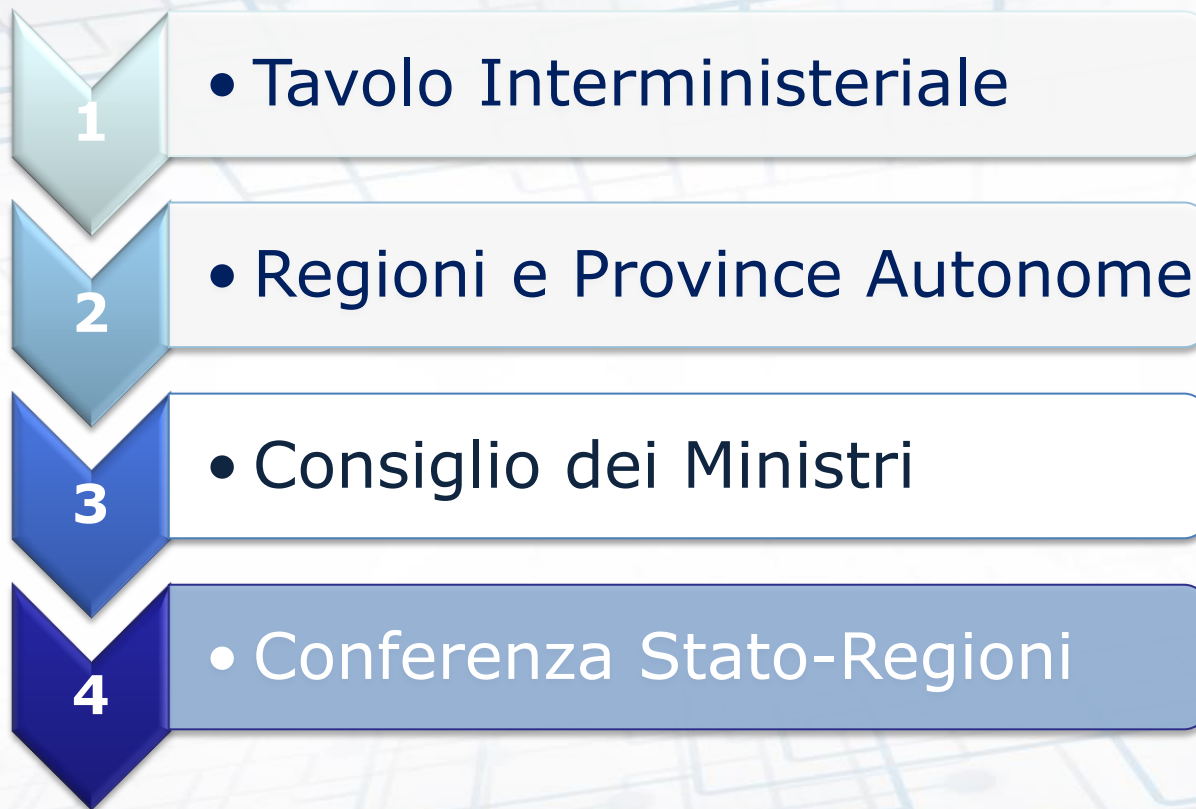 1
• Tavolo Interministeriale
2
• Regioni e Province Autonome
3
• Consiglio dei Ministri
4
• Conferenza Stato-Regioni